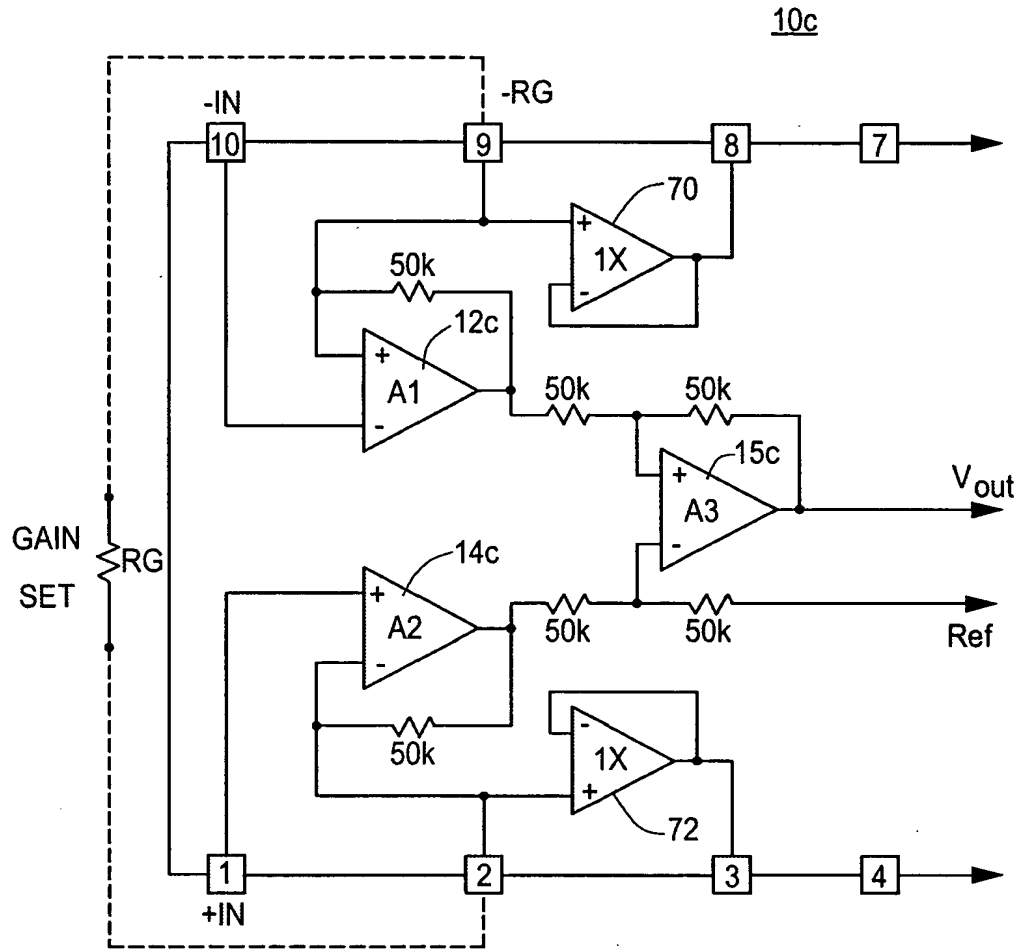 10c
-RG
-IN
10
9
8
7
70
+
1X
-
50k
12c
+
A1
-
50k
50k
15c
+
A3
-
Vout
GAIN
SET
RG
14c
+
A2
-
50k
50k
Ref
50k
-
1X
+
72
1
2
3
4
+IN